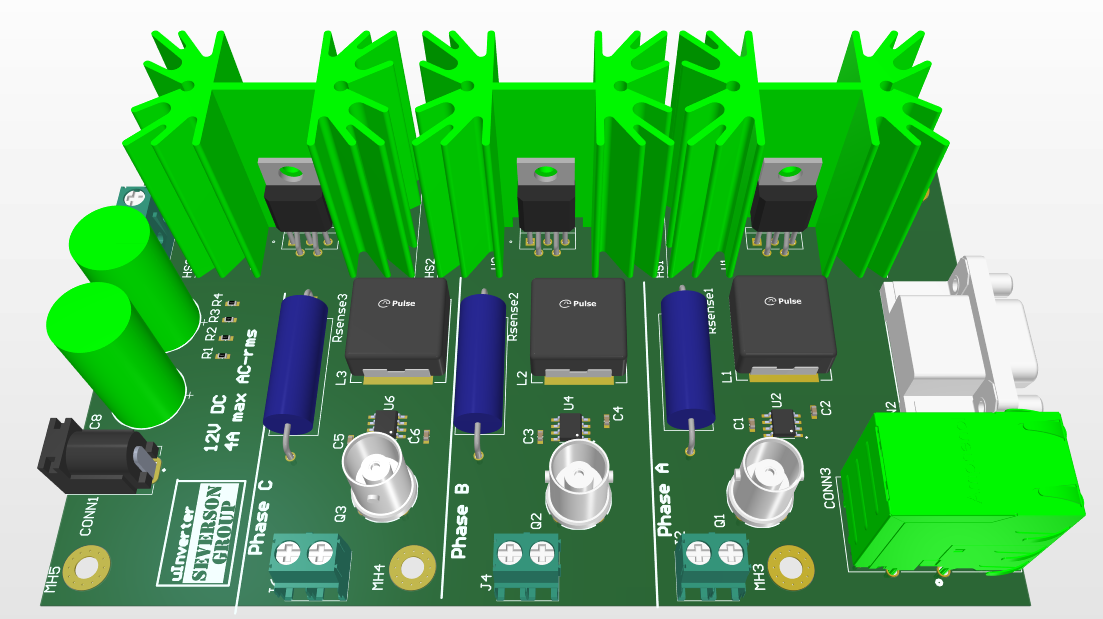 HS2
HS1
R4
R3
R2
R1
Rsense3
Rsense2
Rsense1
Pulse
Pulse
Pulse
L3
L2
L1
12V DC
4A max AC-rms
U6
U4
U2
C5
C6
C3
C4
C1
C2
C8
CONN1
CONN3
Q3
Q2
Q1
Phase C
Phase B
Phase A
uInverter
SEVERSON
GROUP
MH5
MH4
J4
MH3